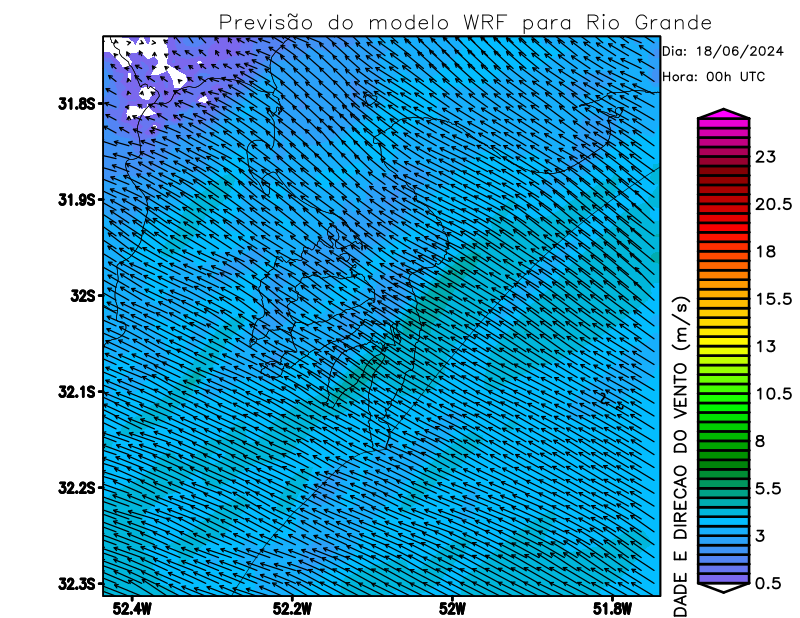 Previsão do modelo WRF para Rio Grande
Dia: 18/06/2024
Hora: 00h UTC
31.8S
31.9S
32S
32.1S
32.2S
32.3S
52.4W
52.2W
52W
51.8W
23
20.5
18
15.5
13
10.5
8
5.5
3
0.5
DADE E DIRECAO DO VENTO (m/s)